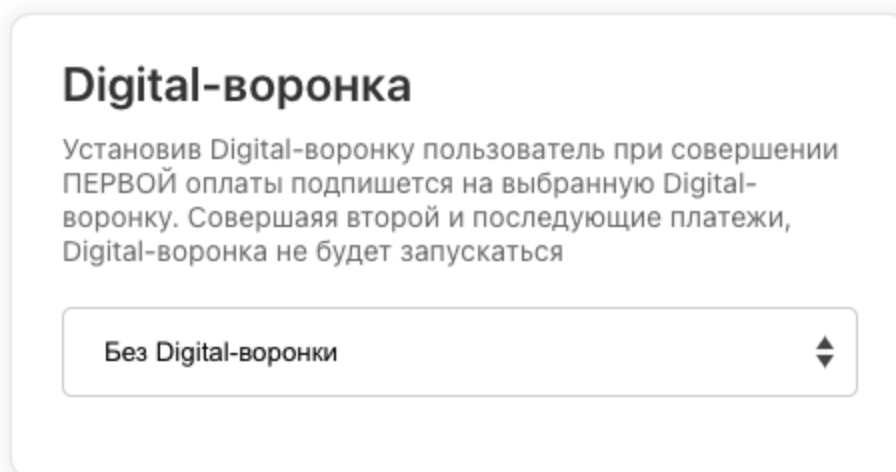 Digital-воронка
Установив Digital-воронку пользователь при совершении
ПЕРВОЙ оплаты подпишется на выбранную Digital-
воронку. Совершаяя второй и последующие платежи,
Digital-воронка не будет запускаться
Без Digital-воронки